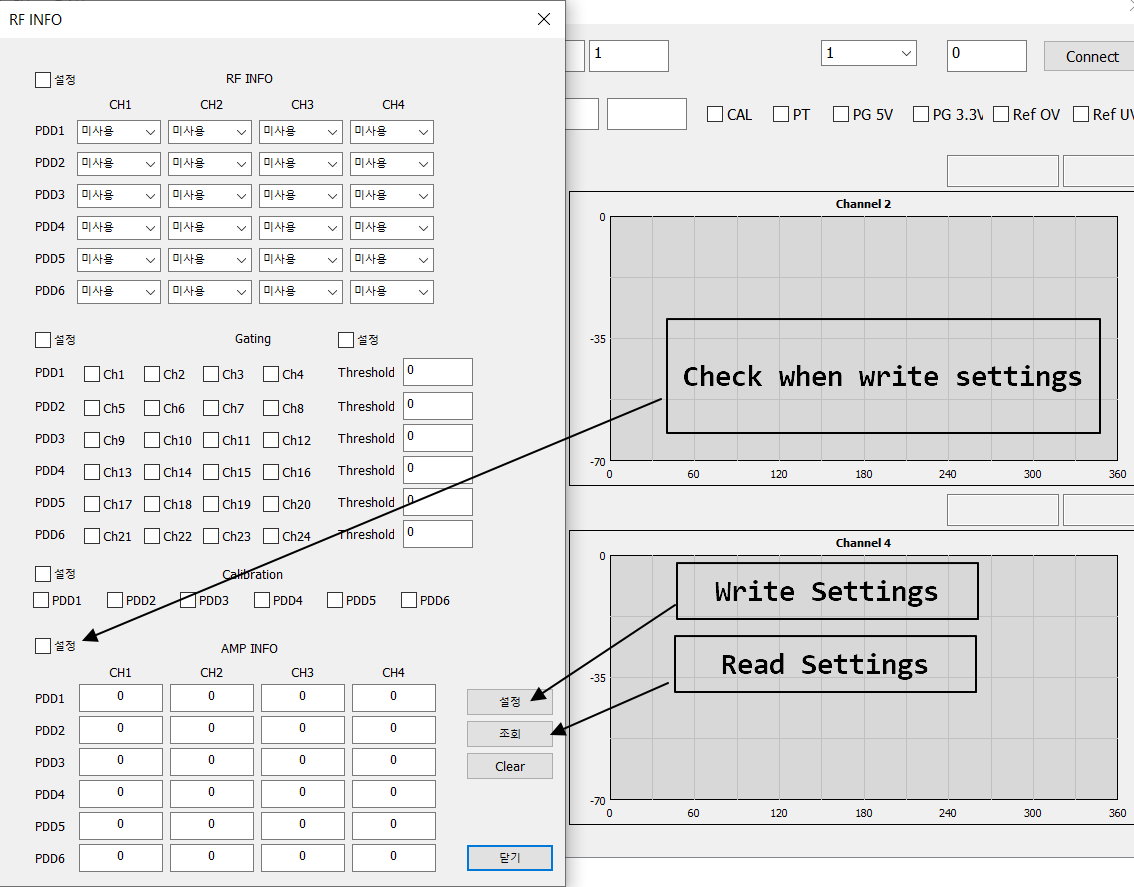 RF INFO
1
1
0
Connect
CAL
PT
PG 5V
PG 3.3V
Ref OV
Ref UV
설정
RF INFO
CH1 CH2 CH3 CH4
PDD1 미사용 미사용 미사용 미사용
PDD2 미사용 미사용 미사용 미사용
PDD3 미사용 미사용 미사용 미사용
PDD4 미사용 미사용 미사용 미사용
PDD5 미사용 미사용 미사용 미사용
PDD6 미사용 미사용 미사용 미사용
설정 Gating 설정
PDD1 Ch1 Ch2 Ch3 Ch4 Threshold 0
PDD2 Ch5 Ch6 Ch7 Ch8 Threshold 0
PDD3 Ch9 Ch10 Ch11 Ch12 Threshold 0
PDD4 Ch13 Ch14 Ch15 Ch16 Threshold 0
PDD5 Ch17 Ch18 Ch19 Ch20 Threshold 0
PDD6 Ch21 Ch22 Ch23 Ch24 Threshold 0
설정 Calibration
PDD1 PDD2 PDD3 PDD4 PDD5 PDD6
설정 AMP INFO
CH1 CH2 CH3 CH4
PDD1 0 0 0 0
PDD2 0 0 0 0
PDD3 0 0 0 0
PDD4 0 0 0 0
PDD5 0 0 0 0
PDD6 0 0 0 0
설정
조회
Clear
닫기
Channel 2
0
-35
-70
0 60 120 180 240 300 360
Check when write settings
Channel 4
0
-35
-70
0 60 120 180 240 300 360
Write Settings
Read Settings